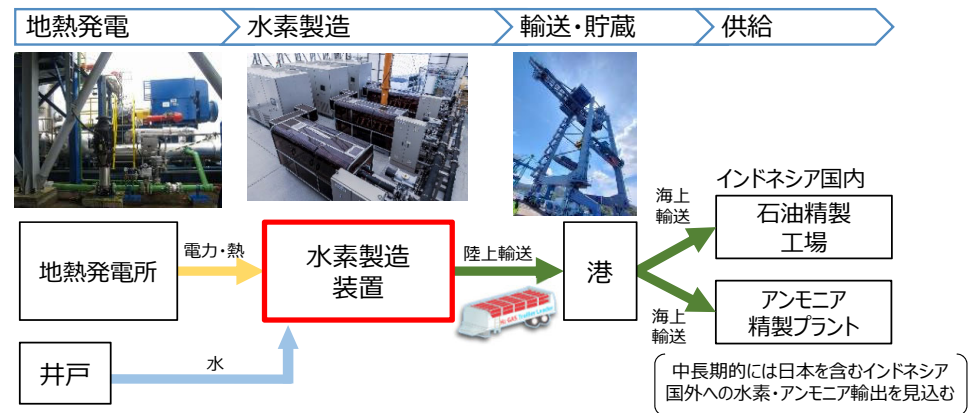 地熱発電
水素製造
輸送・貯蔵
供給
インドネシア国内
海上
輸送
石油精製
工場
地熱発電所
電力・熱
水素製造
装置
陸上輸送
港
海上
輸送
アンモニア
精製プラント
井戸
水
中長期的には日本を含むインドネシア
国外への水素・アンモニア輸出を見込む